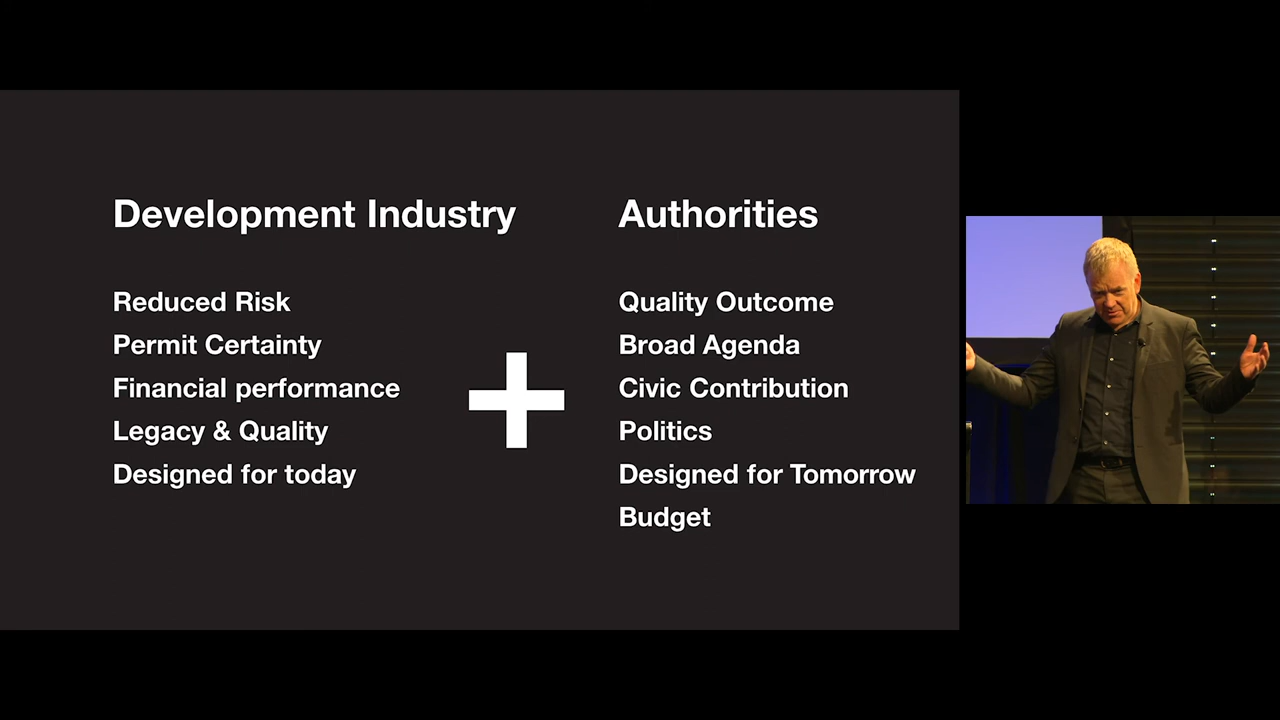 Development Industry
Reduced Risk
Permit Certainty
Financial performance
Legacy & Quality
Designed for today
+
Authorities
Quality Outcome
Broad Agenda
Civic Contribution
Politics
Designed for Tomorrow
Budget